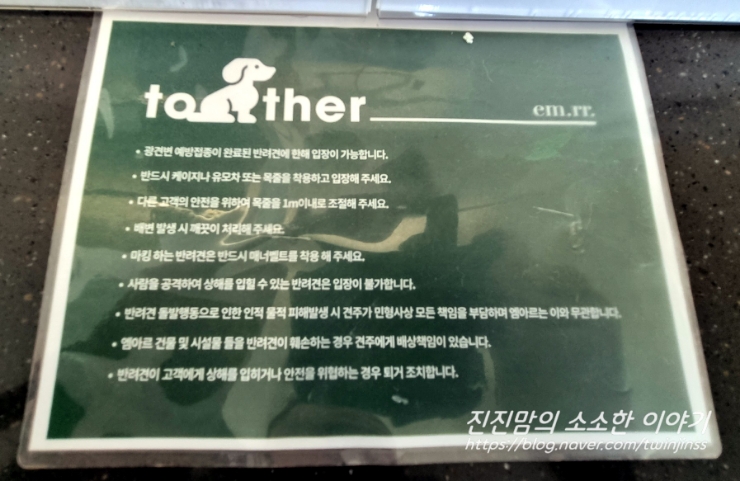 to ther
em.rr.
• 광견변 예방접종이 완료된 반려견에 한해 입장이 가능합니다.
• 반드시 케이지나 유모차 또는 목줄을 착용하고 입장해 주세요.
• 다른 고객의 안전을 위하여 목줄을 1m이내로 조절해 주세요.
• 배변 발생 시 깨끗이 처리해 주세요.
• 마킹 하는 반려견은 반드시 매너벨트를 착용 해 주세요.
• 사람을 공격하여 상해를 입힐 수 있는 반려견은 입장이 불가합니다.
• 반려견 돌발행동으로 인한 인적 물적 피해발생 시 견주가 민형사상 모든 책임을 부담하며 엠아르는 이와 무관합니다.
• 엠아르 건물 및 시설물 들을 반려견이 훼손하는 경우 견주에게 배상책임이 있습니다.
• 반려견이 고객에게 상해를 입히거나 안전을 위협하는 경우 퇴거 조치합니다.
진진맘의 소소한 이야기
https://blog.naver.com/twinjinss